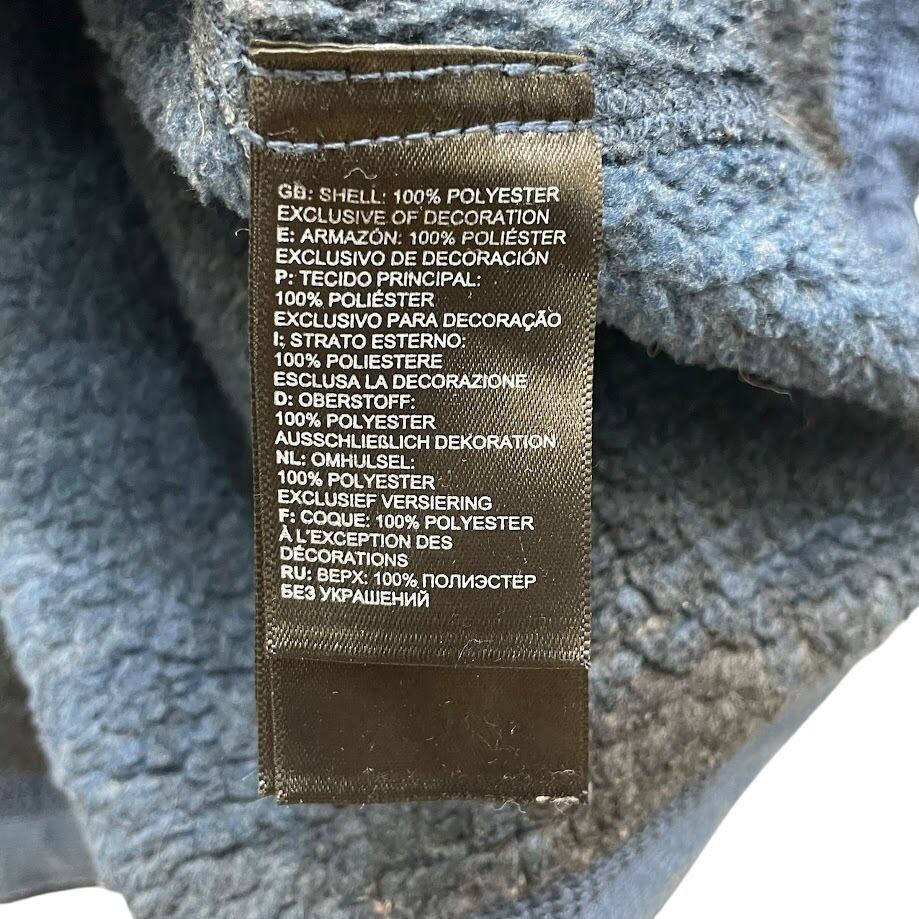 GB: SHELL: 100% POLYESTER
EXCLUSIVE OF DECORATION
E: ARMAZÓN: 100% POLIÉSTER
EXCLUSIVO DE DECORACIÓN
P: TECIDO PRINCIPAL:
100% POLIÉSTER
EXCLUSIVO PARA DECORAÇÃO
I: STRATO ESTERNO:
100% POLIESTERE
ESCLUSA LA DECORAZIONE
D: OBERSTOFF:
100% POLYESTER
AUSSCHLIEßLICH DEKORATION
NL: OMHULSEL:
100% POLYESTER
EXCLUSIEF VERSIERING
F: COQUE: 100% POLYESTER
À L'EXCEPTION DES
DÉCORATIONS
RU: ВЕРХ: 100% ПОЛИЭСТЕР
БЕЗ УКРАШЕНИЙ